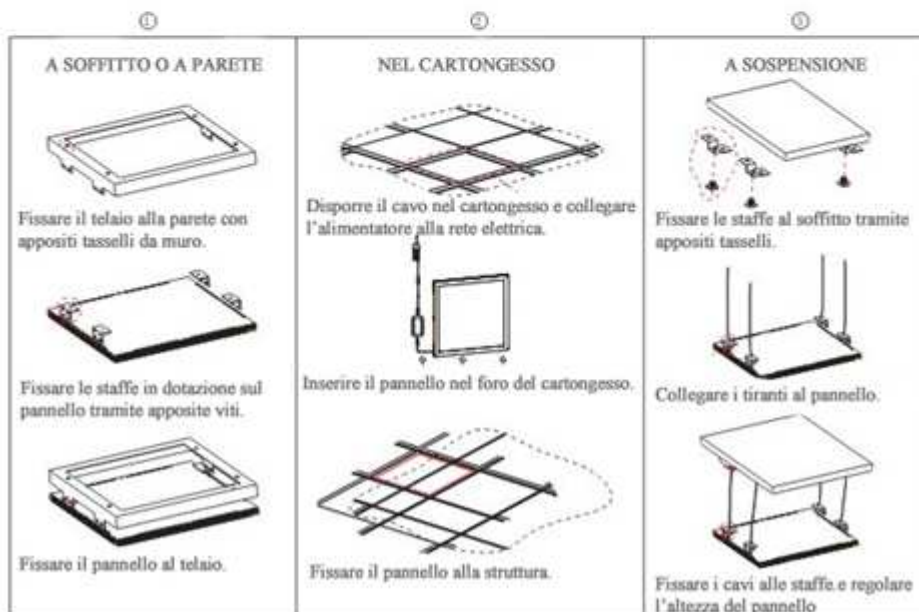 ①
A SOFFITTO O A PARETE
Fissare il telaio alla parete con
appositi tasselli da muro.
Fissare le staffe in dotazione sul
pannello tramite apposite viti.
Fissare il pannello al telaio.
②
NEL CARTONGESSO
Disporre il cavo nel cartongesso e collegare
l'alimentatore alla rete elettrica.
Inserire il pannello nel foro del cartongesso.
Fissare il pannello alla struttura.
③
A SOSPENSIONE
Fissare le staffe al soffitto tramite
appositi tasselli.
Collegare i tiranti al pannello.
Fissare i cavi alle staffe e regolare
l'altezza del pannello